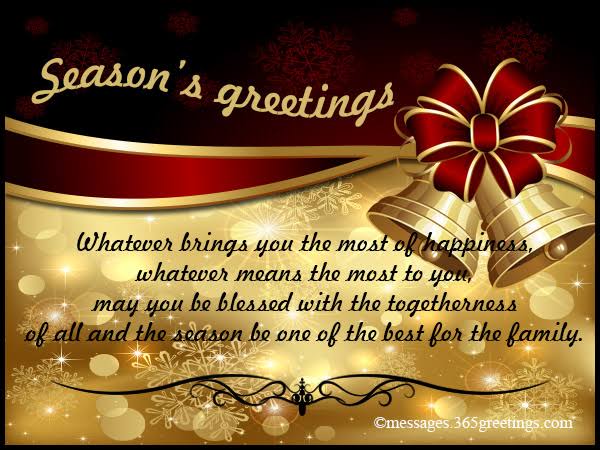 Season's greetings
Whatever brings you the most of happiness,
whatever means the most to you,
may you be blessed with the togetherness
of all and the season be one of the best for the family.
©messages.365greetings.com